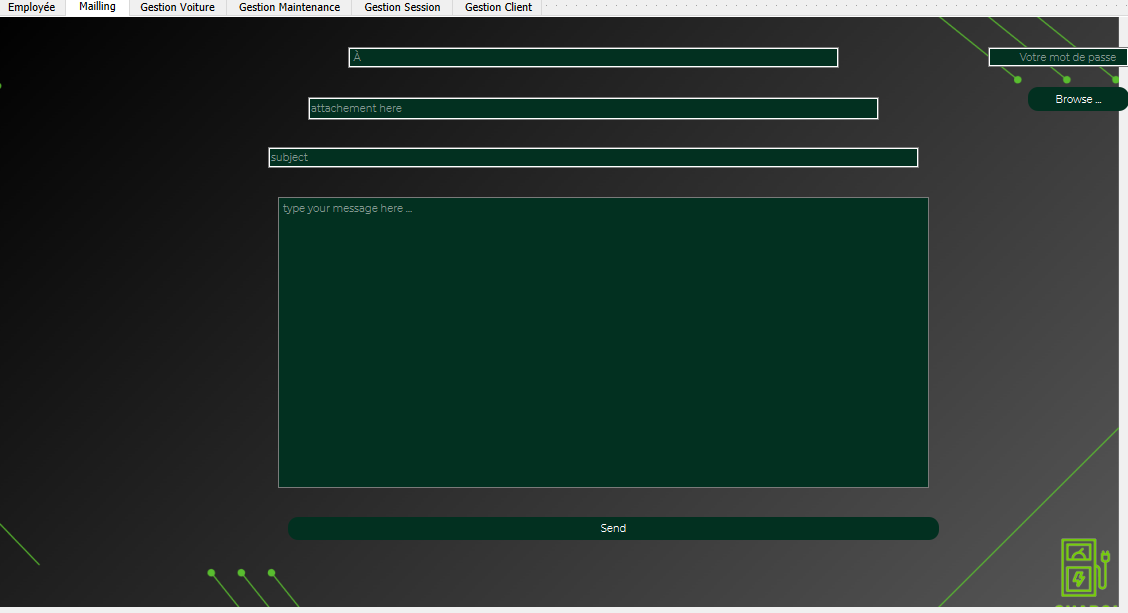 Employée Mailling Gestion Voiture Gestion Maintenance Gestion Session Gestion Client
À
Votre mot de passe
attachement here
Browse ...
subject
type your message here ...
Send